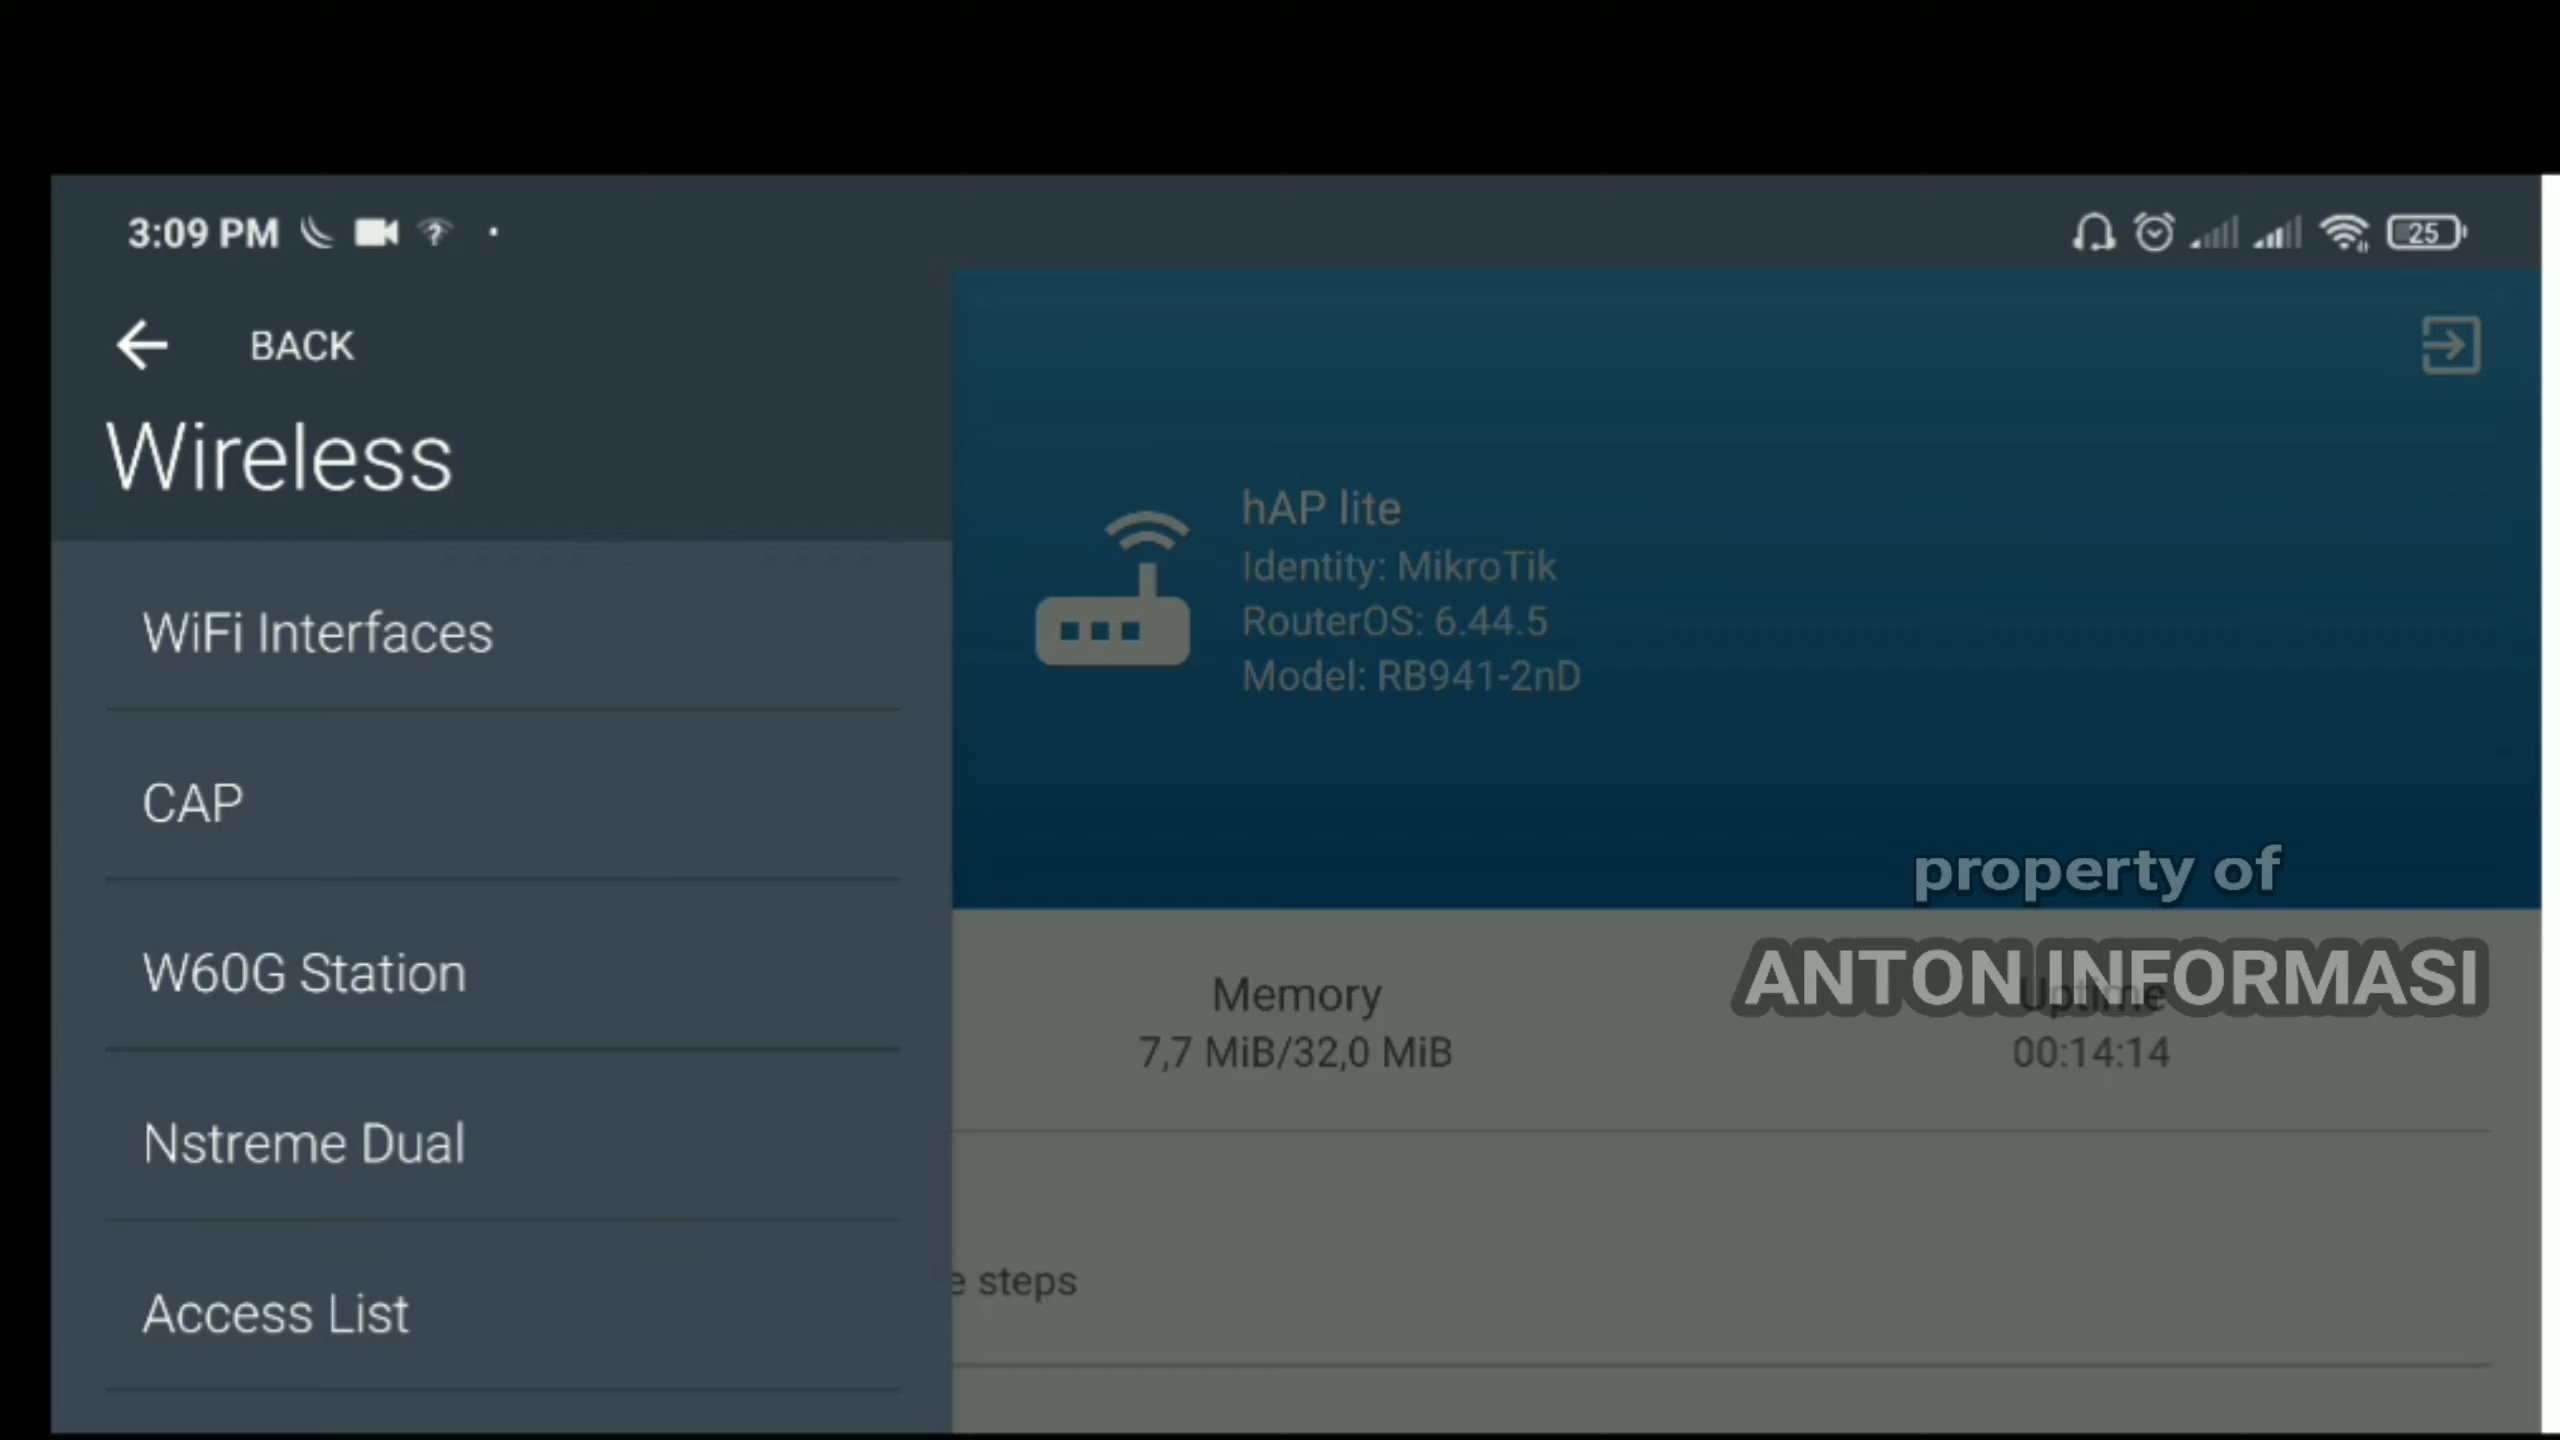 3:09 PM
25
BACK
Wireless
WiFi Interfaces
CAP
W60G Station
Nstreme Dual
Access List
hAP lite
Identity: MikroTik
RouterOS: 6.44.5
Model: RB941-2nD
property of
ANTON INFORMASI
Memory
Uptime
7,7 MiB/32,0 MiB
00:14:14
e steps